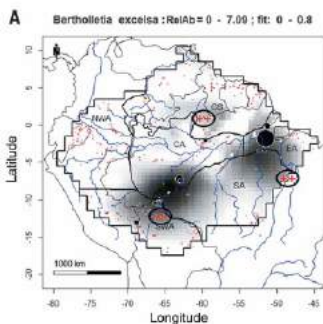 A
Bertholletia excelsa :RelAb = 0 - 7.09 ; fit: 0 - 0.8
10
5
0
-5
-10
-15
-20
Latitude
NWA
GS
CA
EA
SA
SWA
1000 km
-80 -75 -70 -65 -60 -55 -50 -45
Longitude